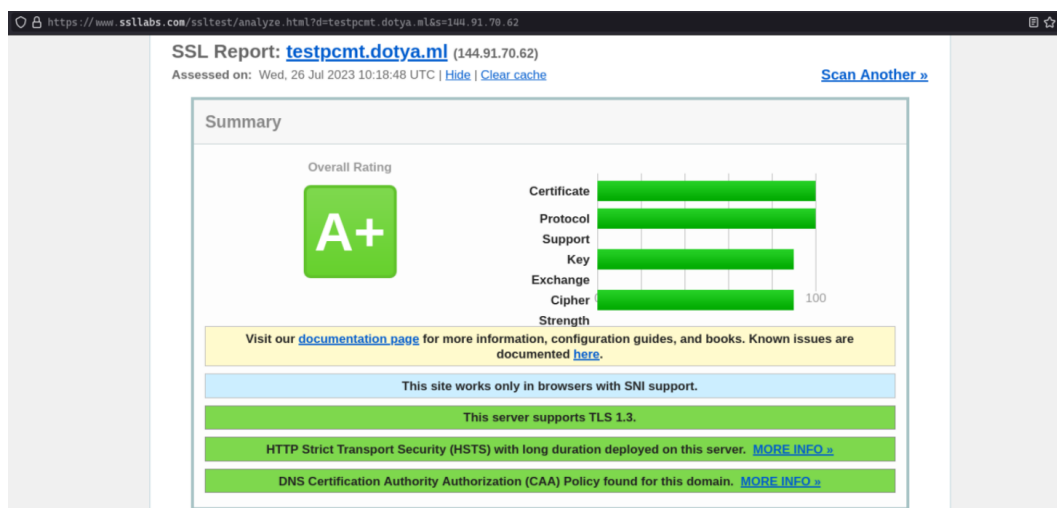 https://www.ssllabs.com/ssltest/analyze.html?d=testpcmt.dotya.ml&s=144.91.70.62
SSL Report: testpcmt.dotya.ml (144.91.70.62)
Assessed on: Wed, 26 Jul 2023 10:18:48 UTC | Hide | Clear cache
Scan Another »
Summary
Overall Rating
A+
Certificate
Protocol
Support
Key
Exchange
Cipher
Strength
100
Visit our documentation page for more information, configuration guides, and books. Known issues are
documented here.
This site works only in browsers with SNI support.
This server supports TLS 1.3.
HTTP Strict Transport Security (HSTS) with long duration deployed on this server. MORE INFO »
DNS Certification Authority Authorization (CAA) Policy found for this domain. MORE INFO »